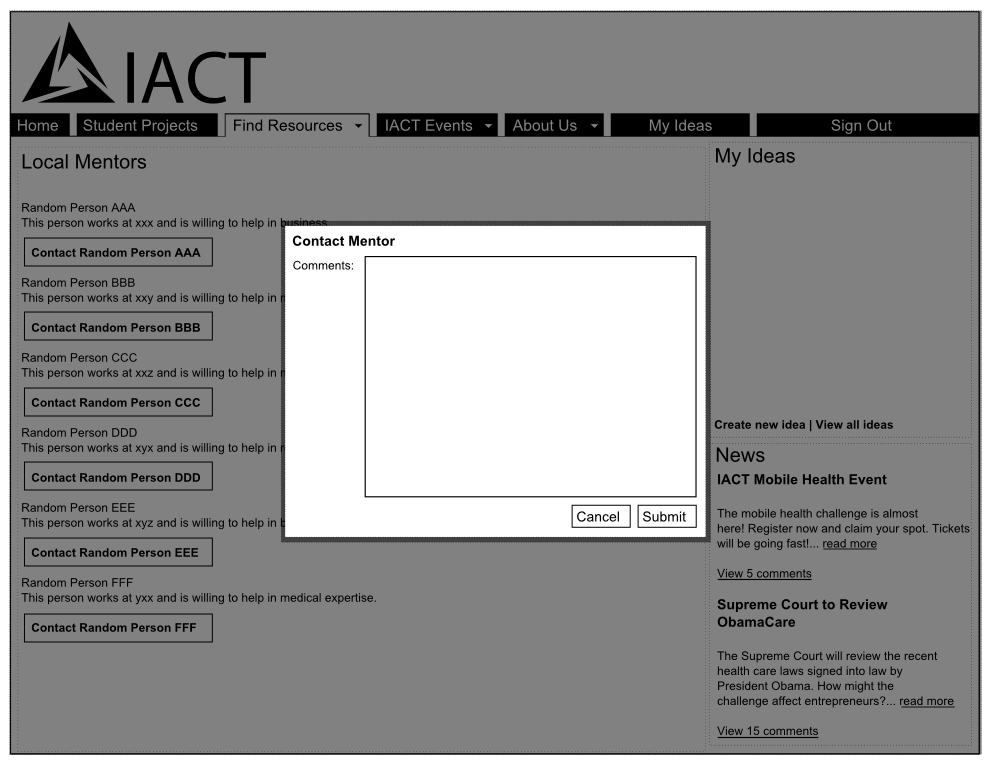 IACT
Home Student Projects Find Resources IACT Events About Us My Ideas Sign Out
Local Mentors
Random Person AAA
This person works at xxx and is willing to help in business.
Contact Random Person AAA
Random Person BBB
This person works at xxy and is willing to help in
Contact Random Person BBB
Random Person CCC
This person works at xxz and is willing to help in
Contact Random Person CCC
Random Person DDD
This person works at xyx and is willing to help in
Contact Random Person DDD
Random Person EEE
This person works at xyz and is willing to help in
Contact Random Person EEE
Random Person FFF
This person works at yxx and is willing to help in medical expertise.
Contact Random Person FFF
Contact Mentor
Comments:
Cancel Submit
My Ideas
Create new idea | View all ideas
News
IACT Mobile Health Event
The mobile health challenge is almost
here! Register now and claim your spot. Tickets
will be going fast!... read more
View 5 comments
Supreme Court to Review
ObamaCare
The Supreme Court will review the recent
health care laws signed into law by
President Obama. How might the
challenge affect entrepreneurs?... read more
View 15 comments